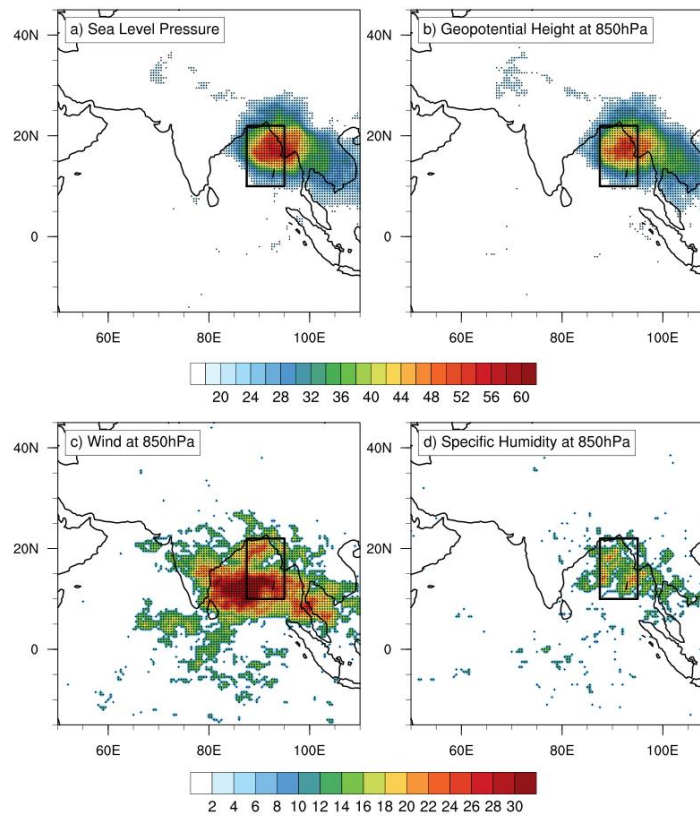 a) Sea Level Pressure
b) Geopotential Height at 850hPa
40N 40N
20N 20N
0 0
60E 80E 100E 60E 80E 100E
20 24 28 32 36 40 44 48 52 56 60
c) Wind at 850hPa
d) Specific Humidity at 850hPa
40N 40N
20N 20N
0 0
60E 80E 100E 60E 80E 100E
2 4 6 8 10 12 14 16 18 20 22 24 26 28 30